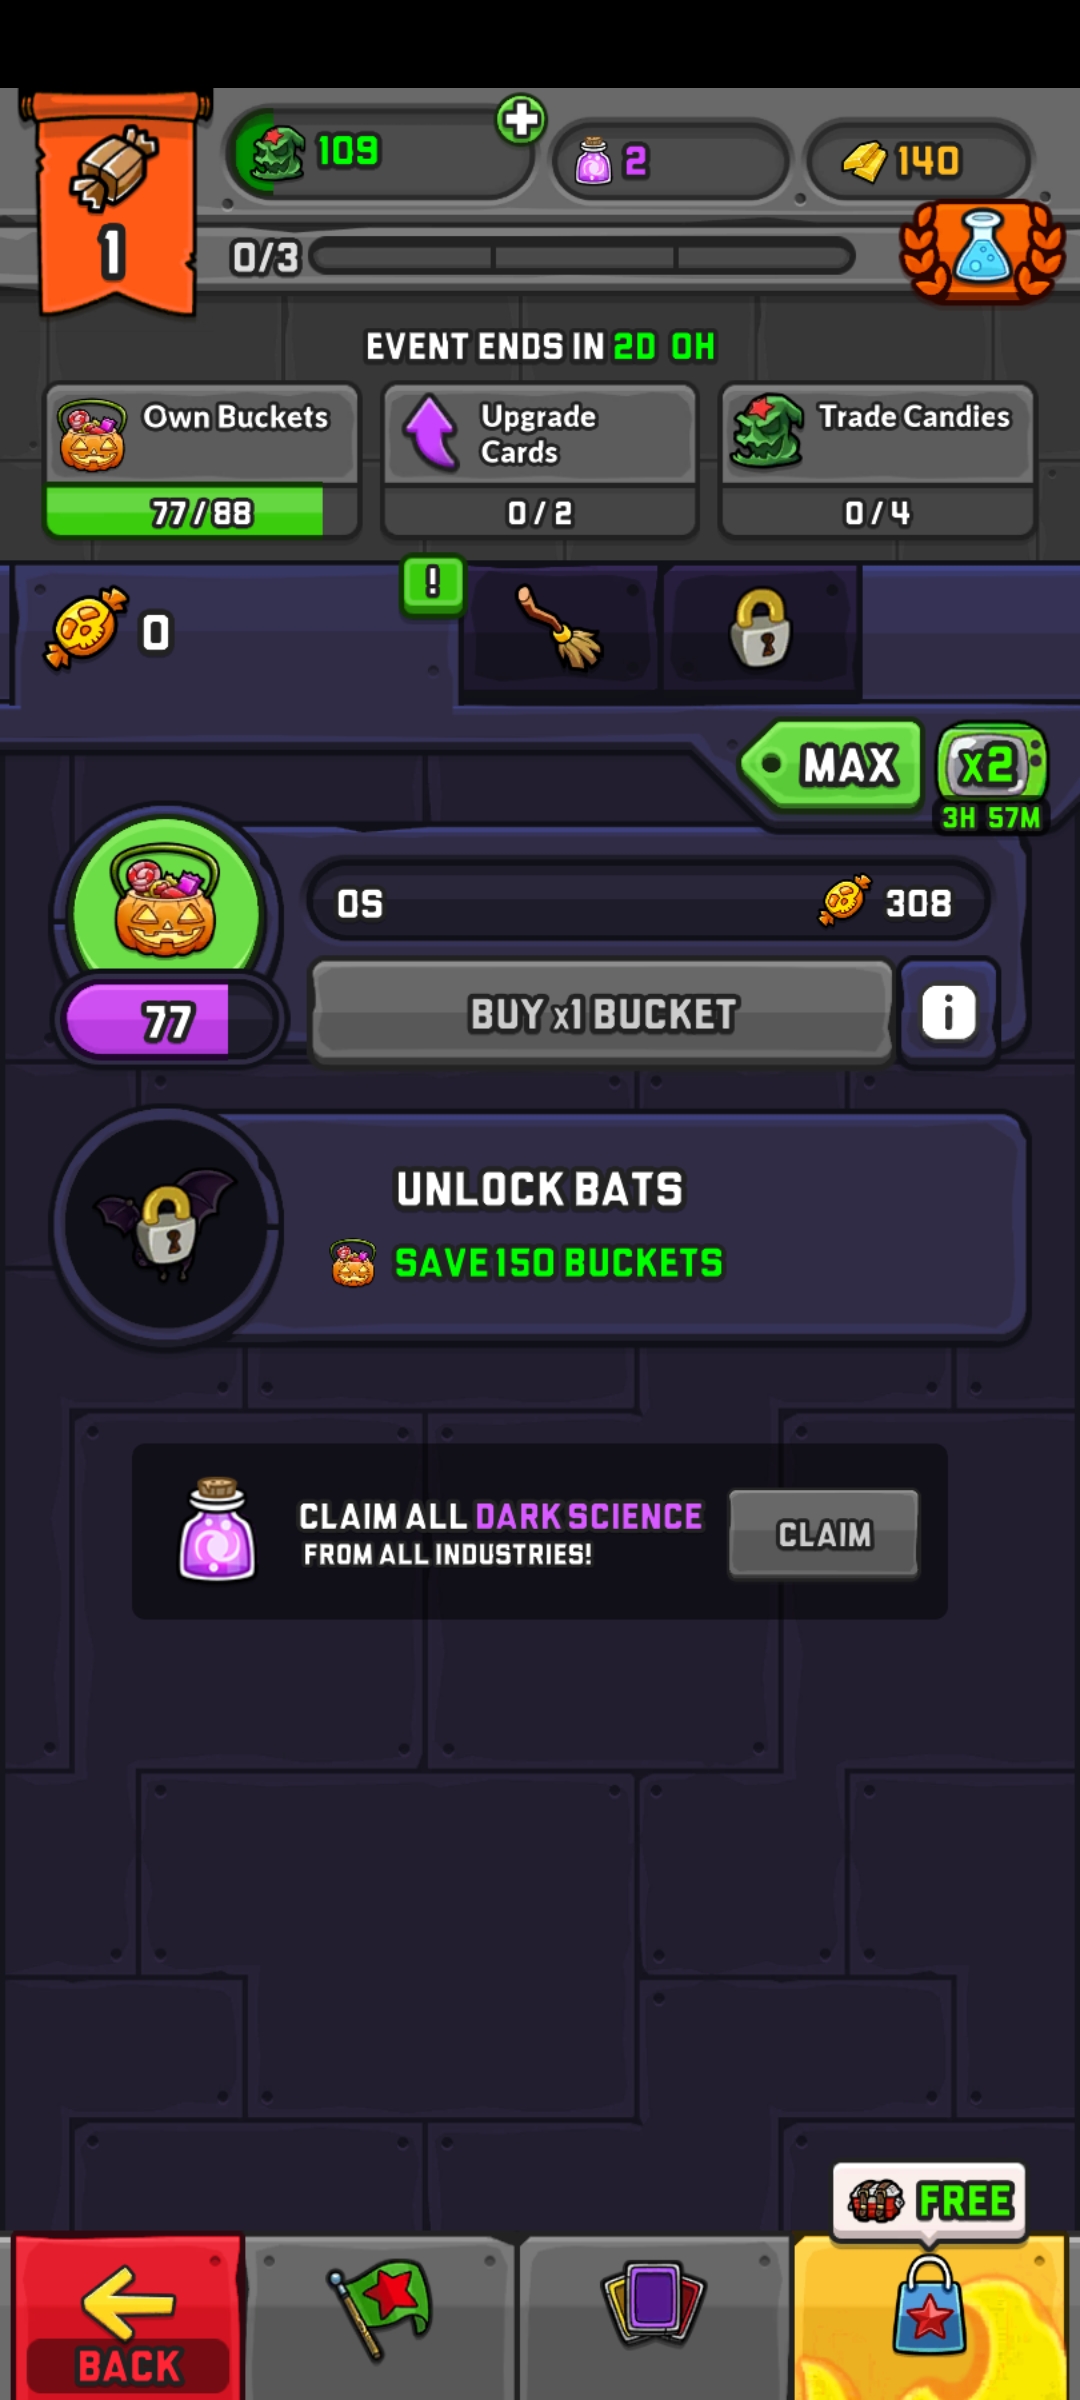 109
2
140
1
0/3
EVENT ENDS IN 2D 0H
Own Buckets
77/88
Upgrade
Cards
0/2
Trade Candies
0/4
0
!
MAX
x2
3H 57M
0S
308
77
BUY x1 BUCKET
i
UNLOCK BATS
SAVE 150 BUCKETS
CLAIM ALL DARK SCIENCE
FROM ALL INDUSTRIES!
CLAIM
FREE
BACK